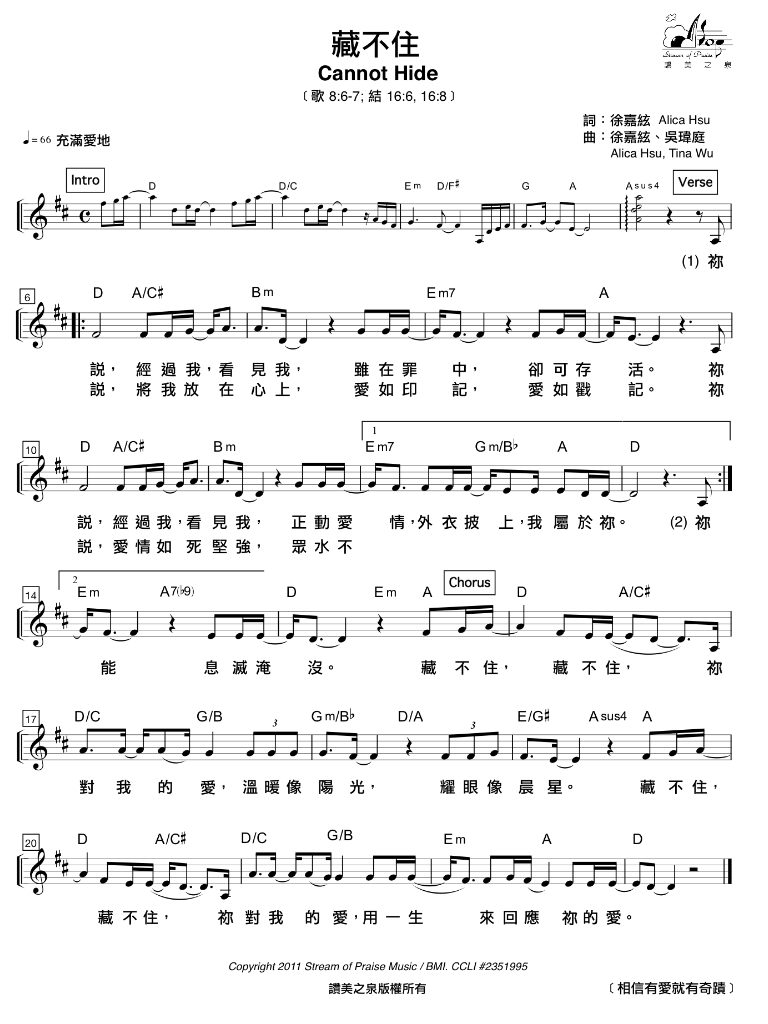 藏不住
Cannot Hide
〔歌 8:6-7; 結 16:6, 16:8〕
Stream of Praise
讚美之泉
詞：徐嘉絃 Alica Hsu
曲：徐嘉絃、吳瑋庭
Alica Hsu, Tina Wu
♩=66 充滿愛地
Intro
Verse
D D/C Em D/F# G A Asus4
(1) 祢
6
D A/C# Bm Em7 A
說，經過我，看見我， 雖在罪中， 卻可存活。 祢
說，將我放在心上， 愛如印記， 愛如戳記。 祢
1
10
D A/C# Bm Em7 Gm/B♭ A D
說，經過我，看見我， 正動愛情，外衣披上，我屬於祢。 (2) 祢
說，愛情如死堅強， 眾水不
2
Chorus
14
Em A7(♭9) D Em A D A/C#
能 息滅淹沒。 藏不住， 藏不住， 祢
17
D/C G/B Gm/B♭ D/A E/G# Asus4 A
3 3
對我的愛，溫暖像陽光， 耀眼像晨星。 藏不住，
20
D A/C# D/C G/B Em A D
藏不住， 祢對我的愛，用一生 來回應祢的愛。
Copyright 2011 Stream of Praise Music / BMI. CCLI #2351995
讚美之泉版權所有
〔相信有愛就有奇蹟〕